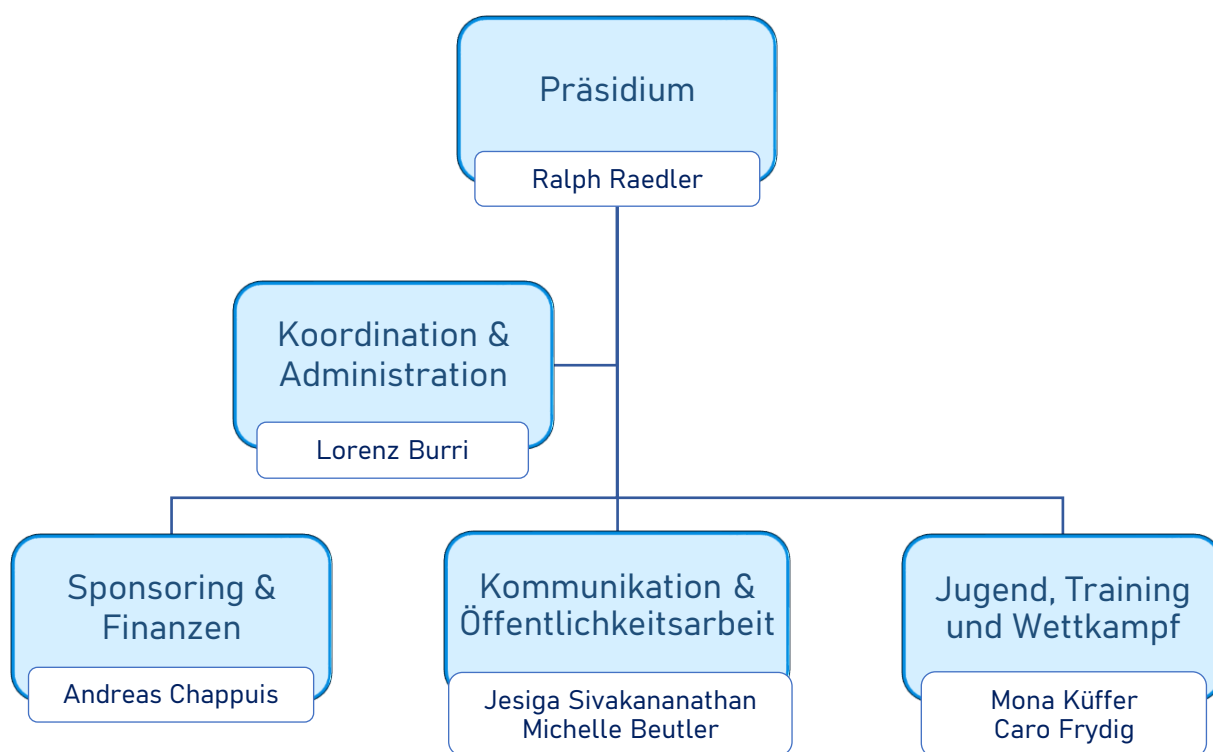 Präsidium
Ralph Raedler
Koordination &
Administration
Lorenz Burri
Sponsoring &
Finanzen
Andreas Chappuis
Kommunikation &
Öffentlichkeitsarbeit
Jesiga Sivakananathan
Michelle Beutler
Jugend, Training
und Wettkampf
Mona Küffer
Caro Frydig